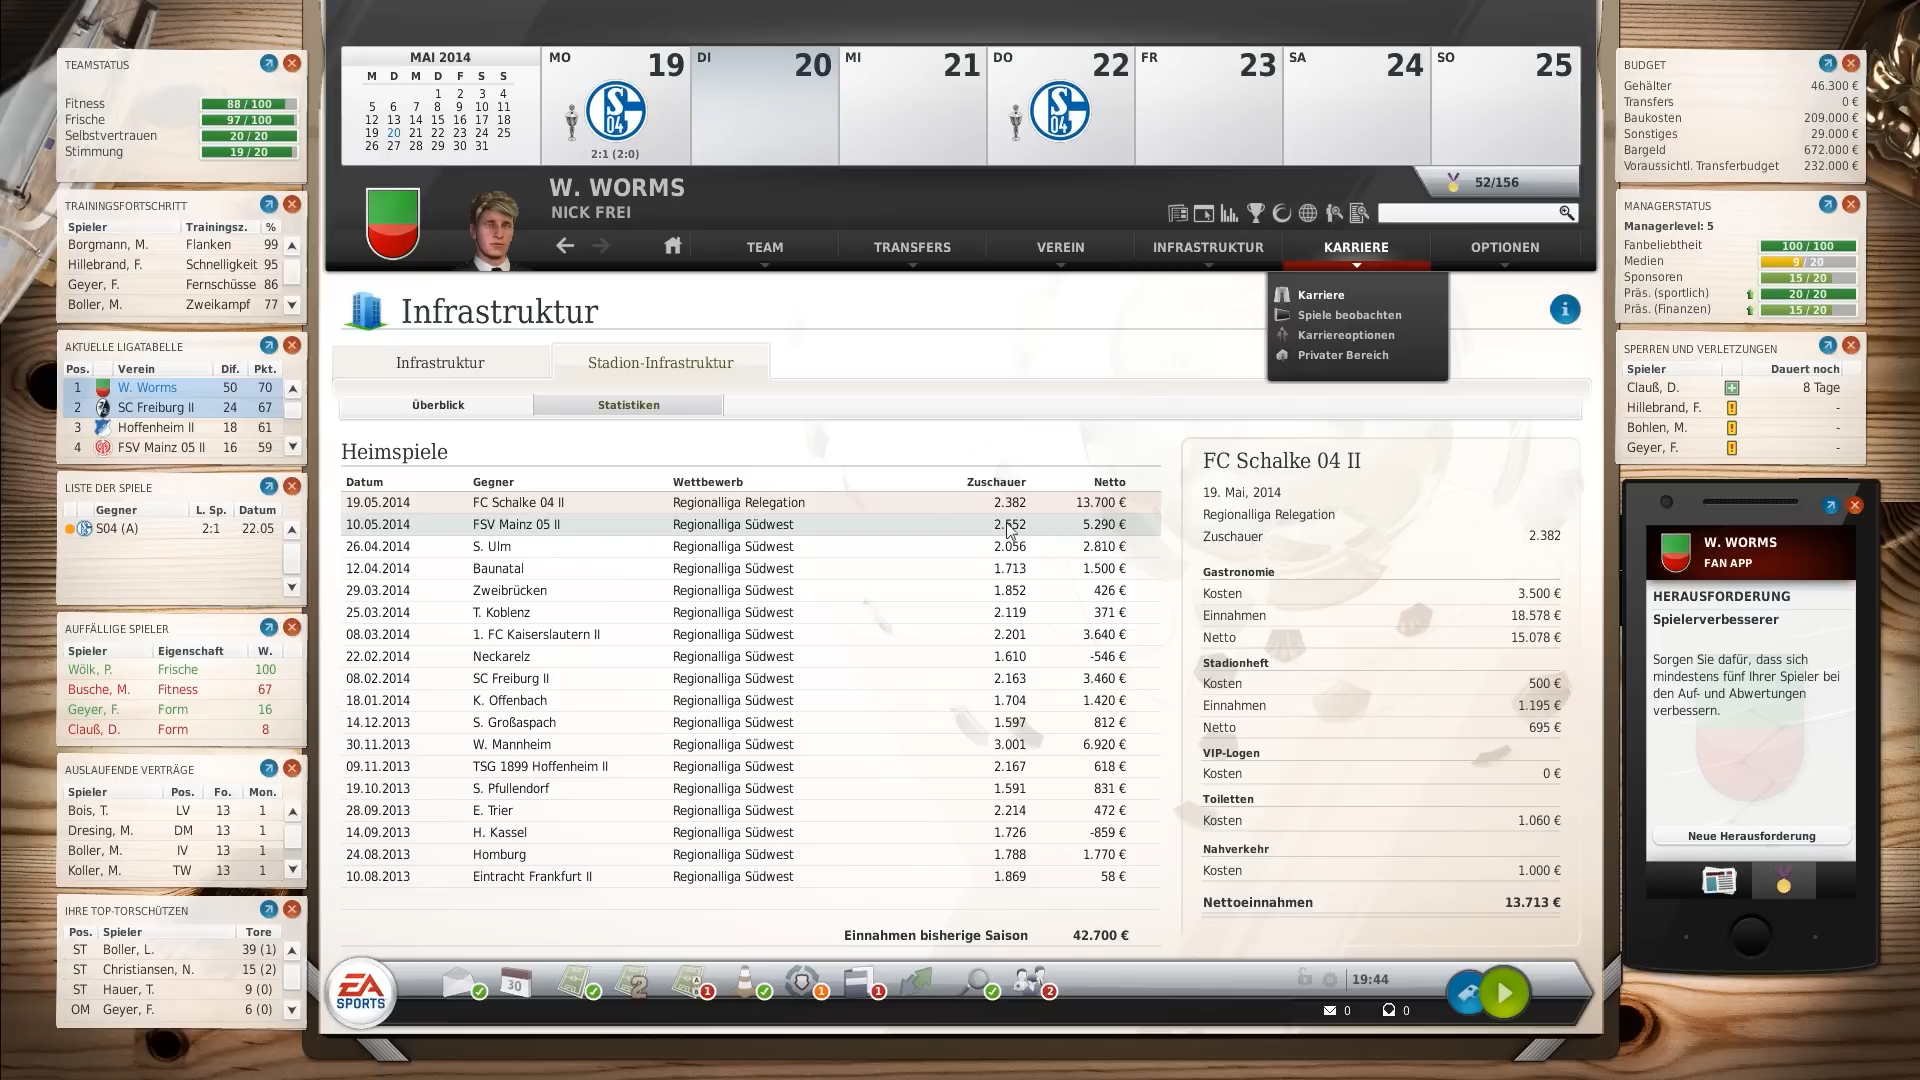 TEAMSTATUS
Fitness 88 / 100
Frische 97 / 100
Selbstvertrauen 20 / 20
Stimmung 19 / 20
TRAININGSFORTSCHRITT
Spieler Trainingsz. %
Borgmann, M. Flanken 99
Hillebrand, F. Schnelligkeit 95
Geyer, F. Fernschüsse 86
Boller, M. Zweikampf 77
AKTUELLE LIGATABELLE
Pos. Verein Dif. Pkt.
1 W. Worms 50 70
2 SC Freiburg II 24 67
3 Hoffenheim II 18 61
4 FSV Mainz 05 II 16 59
LISTE DER SPIELE
Gegner L. Sp. Datum
S04 (A) 2:1 22.05
AUFFÄLLIGE SPIELER
Spieler Eigenschaft W.
Wölk, P. Frische 100
Busche, M. Fitness 67
Geyer, F. Form 16
Clauß, D. Form 8
AUSLAUFENDE VERTRÄGE
Spieler Pos. Fo. Mon.
Bois, T. LV 13 1
Dresing, M. DM 13 1
Boller, M. IV 13 1
Koller, M. TW 13 1
IHRE TOP-TORSCHÜTZEN
Pos. Spieler Tore
ST Boller, L. 39 (1)
ST Christiansen, N. 15 (2)
ST Hauer, T. 9 (0)
OM Geyer, F. 6 (0)
MAI 2014
M D M D F S S
1 2 3 4
5 6 7 8 9 10 11
12 13 14 15 16 17 18
19 20 21 22 23 24 25
26 27 28 29 30 31
MO 19 DI 20 MI 21 DO 22 FR 23 SA 24 SO 25
S 04 S 04
2:1 (2:0)
52/156
W. WORMS
NICK FREI
TEAM TRANSFERS VEREIN INFRASTRUKTUR KARRIERE OPTIONEN
Karriere
Spiele beobachten
Karriereoptionen
Privater Bereich
Infrastruktur
Infrastruktur Stadion-Infrastruktur
Überblick Statistiken
Heimspiele
Datum Gegner Wettbewerb Zuschauer Netto
19.05.2014 FC Schalke 04 II Regionalliga Relegation 2.382 13.700 €
10.05.2014 FSV Mainz 05 II Regionalliga Südwest 2.552 5.290 €
26.04.2014 S. Ulm Regionalliga Südwest 2.056 2.810 €
12.04.2014 Baunatal Regionalliga Südwest 1.713 1.500 €
29.03.2014 Zweibrücken Regionalliga Südwest 1.852 426 €
25.03.2014 T. Koblenz Regionalliga Südwest 2.119 371 €
08.03.2014 1. FC Kaiserslautern II Regionalliga Südwest 2.201 3.640 €
22.02.2014 Neckarelz Regionalliga Südwest 1.610 -546 €
08.02.2014 SC Freiburg II Regionalliga Südwest 2.163 3.460 €
18.01.2014 K. Offenbach Regionalliga Südwest 1.704 1.420 €
14.12.2013 S. Großaspach Regionalliga Südwest 1.597 812 €
30.11.2013 W. Mannheim Regionalliga Südwest 3.001 6.920 €
09.11.2013 TSG 1899 Hoffenheim II Regionalliga Südwest 2.167 618 €
19.10.2013 S. Pfullendorf Regionalliga Südwest 1.591 831 €
28.09.2013 E. Trier Regionalliga Südwest 2.214 472 €
14.09.2013 H. Kassel Regionalliga Südwest 1.726 -859 €
24.08.2013 Homburg Regionalliga Südwest 1.788 1.770 €
10.08.2013 Eintracht Frankfurt II Regionalliga Südwest 1.869 58 €
Einnahmen bisherige Saison 42.700 €
FC Schalke 04 II
19. Mai, 2014
Regionalliga Relegation
Zuschauer 2.382
Gastronomie
Kosten 3.500 €
Einnahmen 18.578 €
Netto 15.078 €
Stadionheft
Kosten 500 €
Einnahmen 1.195 €
Netto 695 €
VIP-Logen
Kosten 0 €
Toiletten
Kosten 1.060 €
Nahverkehr
Kosten 1.000 €
Nettoeinnahmen 13.713 €
EA SPORTS
30 2 1 1 1 2
19:44
0 0
BUDGET
Gehälter 46.300 €
Transfers 0 €
Baukosten 209.000 €
Sonstiges 29.000 €
Bargeld 672.000 €
Voraussichtl. Transferbudget 232.000 €
MANAGERSTATUS
Managerlevel: 5
Fanbeliebtheit 100 / 100
Medien 9 / 20
Sponsoren 15 / 20
Präs. (sportlich) 20 / 20
Präs. (Finanzen) 15 / 20
SPERREN UND VERLETZUNGEN
Spieler Dauert noch
Clauß, D. 8 Tage
Hillebrand, F. -
Bohlen, M. -
Geyer, F. -
W. WORMS
FAN APP
HERAUSFORDERUNG
Spielerverbesserer
Sorgen Sie dafür, dass sich
mindestens fünf Ihrer Spieler bei
den Auf- und Abwertungen
verbessern.
Neue Herausforderung